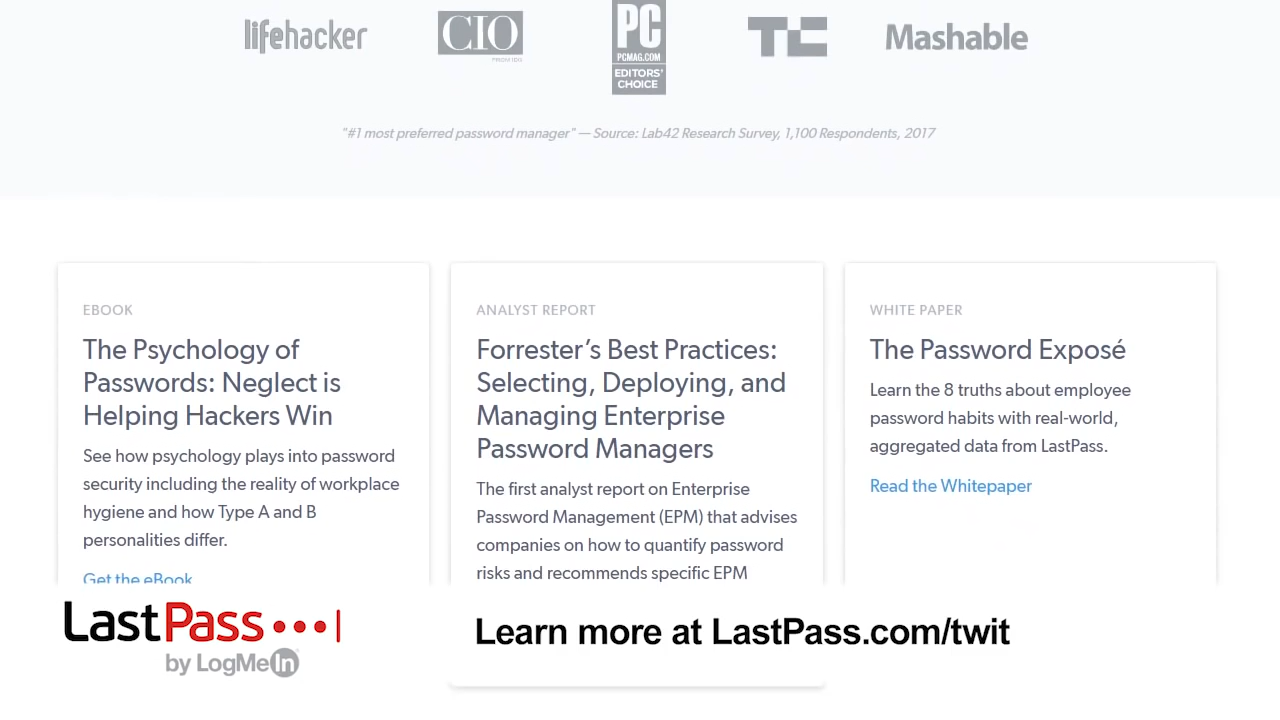 lifehacker
CIO
PC
PCMAG.COM
EDITORS'
CHOICE
TC
Mashable
"#1 most preferred password manager" — Source: Lab42 Research Survey, 1,100 Respondents, 2017
EBOOK
The Psychology of
Passwords: Neglect is
Helping Hackers Win
See how psychology plays into password
security including the reality of workplace
hygiene and how Type A and B
personalities differ.
Get the eBook
ANALYST REPORT
Forrester’s Best Practices:
Selecting, Deploying, and
Managing Enterprise
Password Managers
The first analyst report on Enterprise
Password Management (EPM) that advises
companies on how to quantify password
risks and recommends specific EPM
WHITE PAPER
The Password Exposé
Learn the 8 truths about employee
password habits with real-world,
aggregated data from LastPass.
Read the Whitepaper
LastPass
by LogMeIn
Learn more at LastPass.com/twit